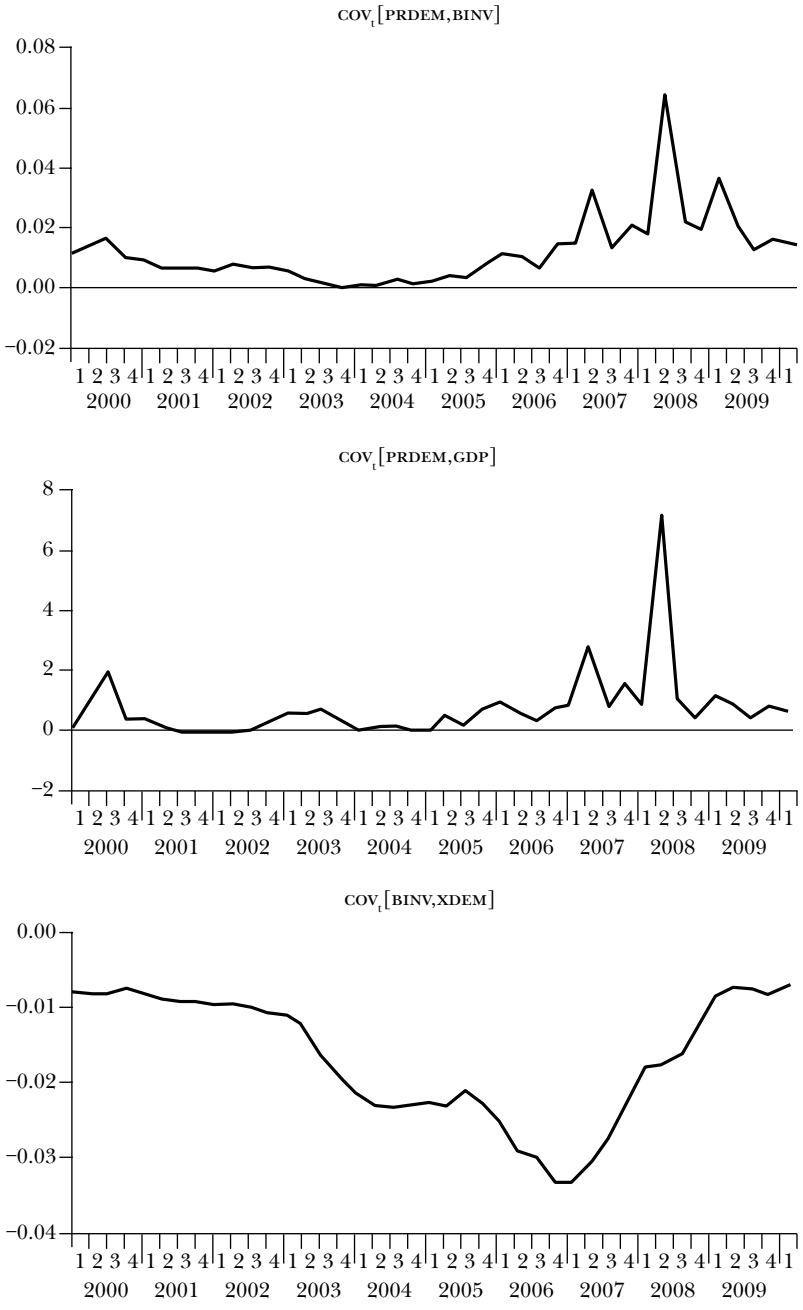 COVt[PRDEM,BINV]
0.08
0.06
0.04
0.02
0.00
−0.02
1 2 3 4 1 2 3 4 1 2 3 4 1 2 3 4 1 2 3 4 1 2 3 4 1 2 3 4 1 2 3 4 1 2 3 4 1 2 3 4 1
2000 2001 2002 2003 2004 2005 2006 2007 2008 2009
COVt[PRDEM,GDP]
8
6
4
2
0
−2
1 2 3 4 1 2 3 4 1 2 3 4 1 2 3 4 1 2 3 4 1 2 3 4 1 2 3 4 1 2 3 4 1 2 3 4 1 2 3 4 1
2000 2001 2002 2003 2004 2005 2006 2007 2008 2009
COVt[BINV,XDEM]
0.00
−0.01
−0.02
−0.03
−0.04
1 2 3 4 1 2 3 4 1 2 3 4 1 2 3 4 1 2 3 4 1 2 3 4 1 2 3 4 1 2 3 4 1 2 3 4 1 2 3 4 1
2000 2001 2002 2003 2004 2005 2006 2007 2008 2009